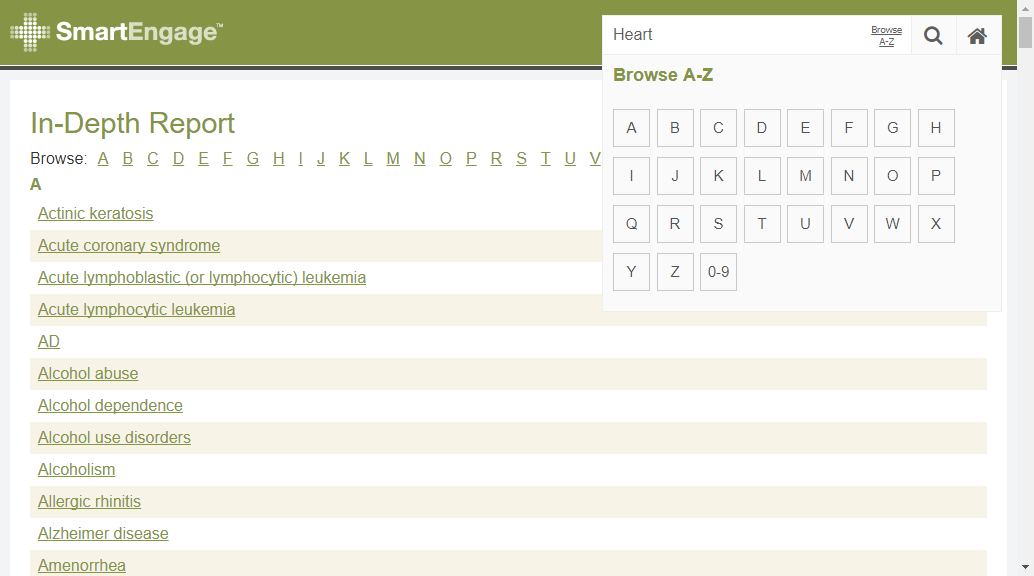 SmartEngage™
Heart
Browse
A-Z
Browse A-Z
A B C D E F G H
I J K L M N O P
Q R S T U V W X
Y Z 0-9
In-Depth Report
Browse: A B C D E F G H I J K L M N O P R S T U V
A
Actinic keratosis
Acute coronary syndrome
Acute lymphoblastic (or lymphocytic) leukemia
Acute lymphocytic leukemia
AD
Alcohol abuse
Alcohol dependence
Alcohol use disorders
Alcoholism
Allergic rhinitis
Alzheimer disease
Amenorrhea